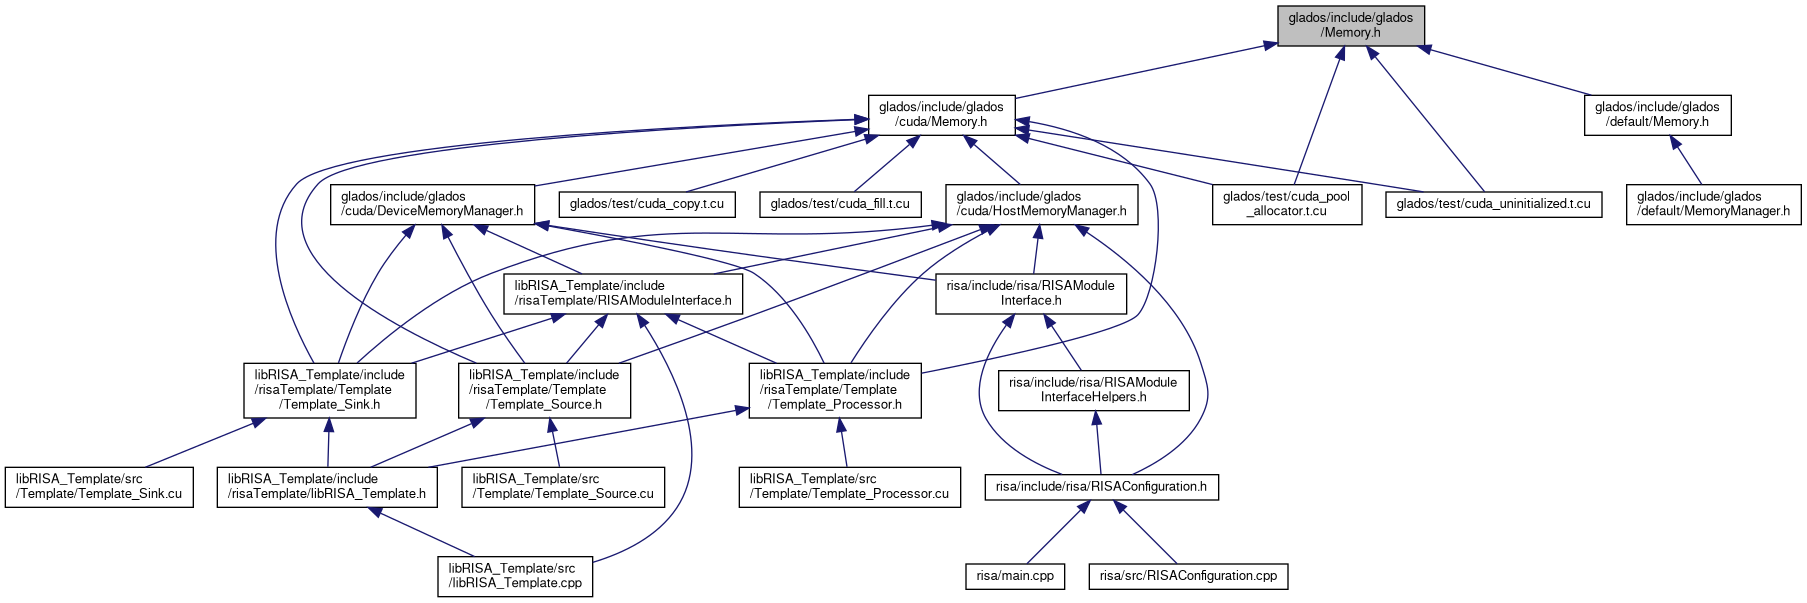 glados/include/glados
/Memory.h
glados/include/glados
/cuda/Memory.h
glados/include/glados
/default/Memory.h
glados/include/glados
/cuda/DeviceMemoryManager.h
glados/test/cuda_copy.t.cu
glados/test/cuda_fill.t.cu
glados/include/glados
/cuda/HostMemoryManager.h
glados/test/cuda_pool
_allocator.t.cu
glados/test/cuda_uninitialized.t.cu
glados/include/glados
/default/MemoryManager.h
libRISA_Template/include
/risaTemplate/RISAModuleInterface.h
risa/include/risa/RISAModule
Interface.h
libRISA_Template/include
/risaTemplate/Template
/Template_Sink.h
libRISA_Template/include
/risaTemplate/Template
/Template_Source.h
libRISA_Template/include
/risaTemplate/Template
/Template_Processor.h
risa/include/risa/RISAModule
InterfaceHelpers.h
libRISA_Template/src
/Template/Template_Sink.cu
libRISA_Template/include
/risaTemplate/libRISA_Template.h
libRISA_Template/src
/Template/Template_Source.cu
libRISA_Template/src
/Template/Template_Processor.cu
risa/include/risa/RISAConfiguration.h
libRISA_Template/src
/libRISA_Template.cpp
risa/main.cpp
risa/src/RISAConfiguration.cpp